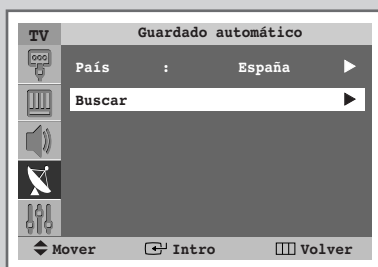 TV Guardado automático
País : España
Buscar
Mover Intro Volver